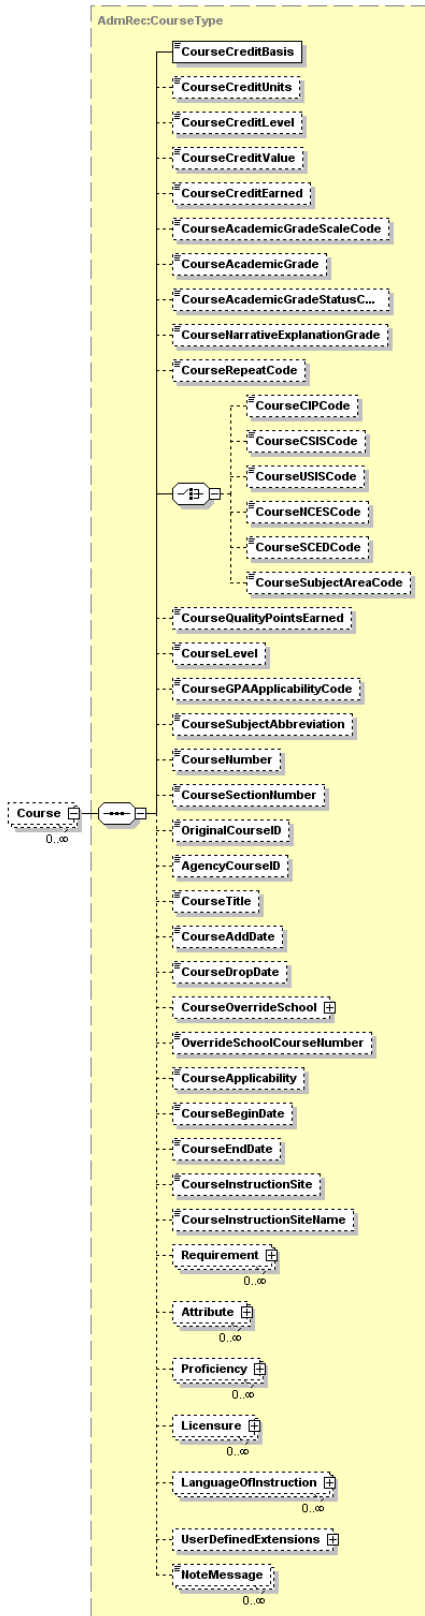 AdmRec:CourseType
CourseCreditBasis
CourseCreditUnits
CourseCreditLevel
CourseCreditValue
CourseCreditEarned
CourseAcademicGradeScaleCode
CourseAcademicGrade
CourseAcademicGradeStatusC...
CourseNarrativeExplanationGrade
CourseRepeatCode
CourseCIPCode
CourseCSISCode
CourseUSISCode
CourseNCESCode
CourseSCEDCode
CourseSubjectAreaCode
CourseQualityPointsEarned
CourseLevel
CourseGPAApplicabilityCode
CourseSubjectAbbreviation
CourseNumber
CourseSectionNumber
Course
0..∞
OriginalCourseID
AgencyCourseID
CourseTitle
CourseAddDate
CourseDropDate
CourseOverrideSchool
OverrideSchoolCourseNumber
CourseApplicability
CourseBeginDate
CourseEndDate
CourseInstructionSite
CourseInstructionSiteName
Requirement
0..∞
Attribute
0..∞
Proficiency
0..∞
Licensure
0..∞
LanguageOfInstruction
0..∞
UserDefinedExtensions
NoteMessage
0..∞